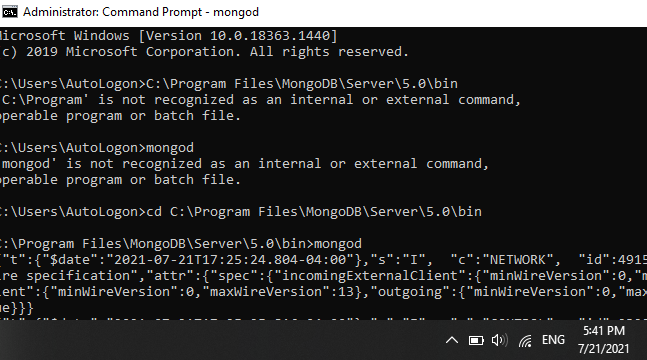 Administrator: Command Prompt - mongod
icrosoft Windows [Version 10.0.18363.1440]
c) 2019 Microsoft Corporation. All rights reserved.
:\Users\AutoLogon>C:\Program Files\MongoDB\Server\5.0\bin
C:\Program' is not recognized as an internal or external command,
perable program or batch file.
:\Users\AutoLogon>mongod
mongod' is not recognized as an internal or external command,
perable program or batch file.
:\Users\AutoLogon>cd C:\Program Files\MongoDB\Server\5.0\bin
:\Program Files\MongoDB\Server\5.0\bin>mongod
"t":{"$date":"2021-07-21T17:25:24.804-04:00"},"s":"I", "c":"NETWORK", "id":4915
re specification","attr":{"spec":{"incomingExternalClient":{"minWireVersion":0,"m
ient":{"minWireVersion":0,"maxWireVersion":13},"outgoing":{"minWireVersion":0,"max
e}}}
ENG
5:41 PM
7/21/2021